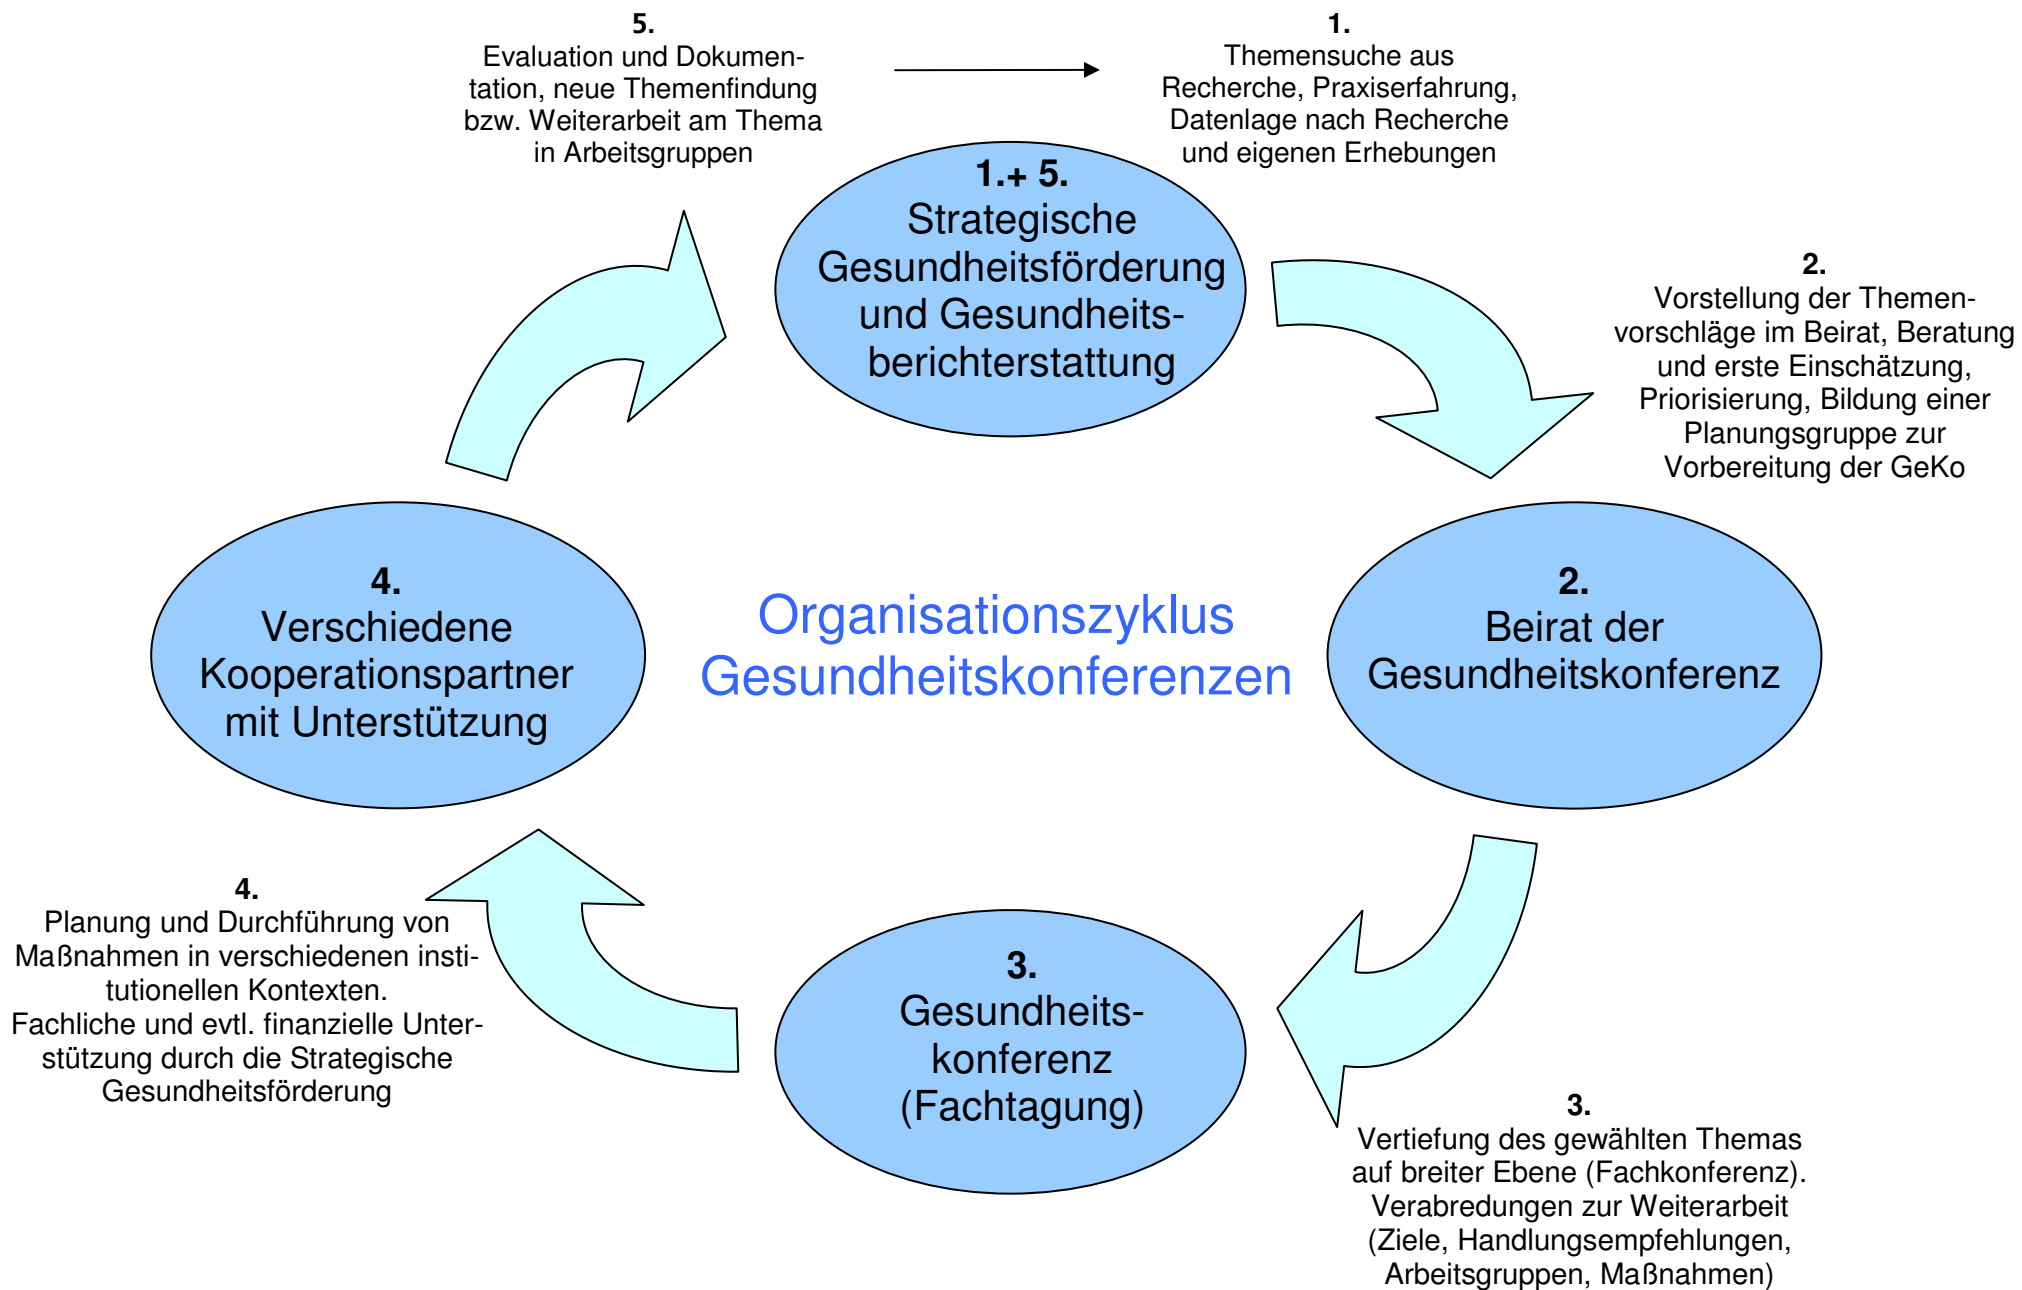 5.
Evaluation und Dokumen-
tation, neue Themenfindung
bzw. Weiterarbeit am Thema
in Arbeitsgruppen
1.
Themensuche aus
Recherche, Praxiserfahrung,
Datenlage nach Recherche
und eigenen Erhebungen
1.+ 5.
Strategische
Gesundheitsförderung
und Gesundheits-
berichterstattung
2.
Vorstellung der Themen-
vorschläge im Beirat, Beratung
und erste Einschätzung,
Priorisierung, Bildung einer
Planungsgruppe zur
Vorbereitung der GeKo
4.
Verschiedene
Kooperationspartner
mit Unterstützung
Organisationszyklus
Gesundheitskonferenzen
2.
Beirat der
Gesundheitskonferenz
4.
Planung und Durchführung von
Maßnahmen in verschiedenen insti-
tutionellen Kontexten.
Fachliche und evtl. finanzielle Unter-
stützung durch die Strategische
Gesundheitsförderung
3.
Gesundheits-
konferenz
(Fachtagung)
3.
Vertiefung des gewählten Themas
auf breiter Ebene (Fachkonferenz).
Verabredungen zur Weiterarbeit
(Ziele, Handlungsempfehlungen,
Arbeitsgruppen, Maßnahmen)